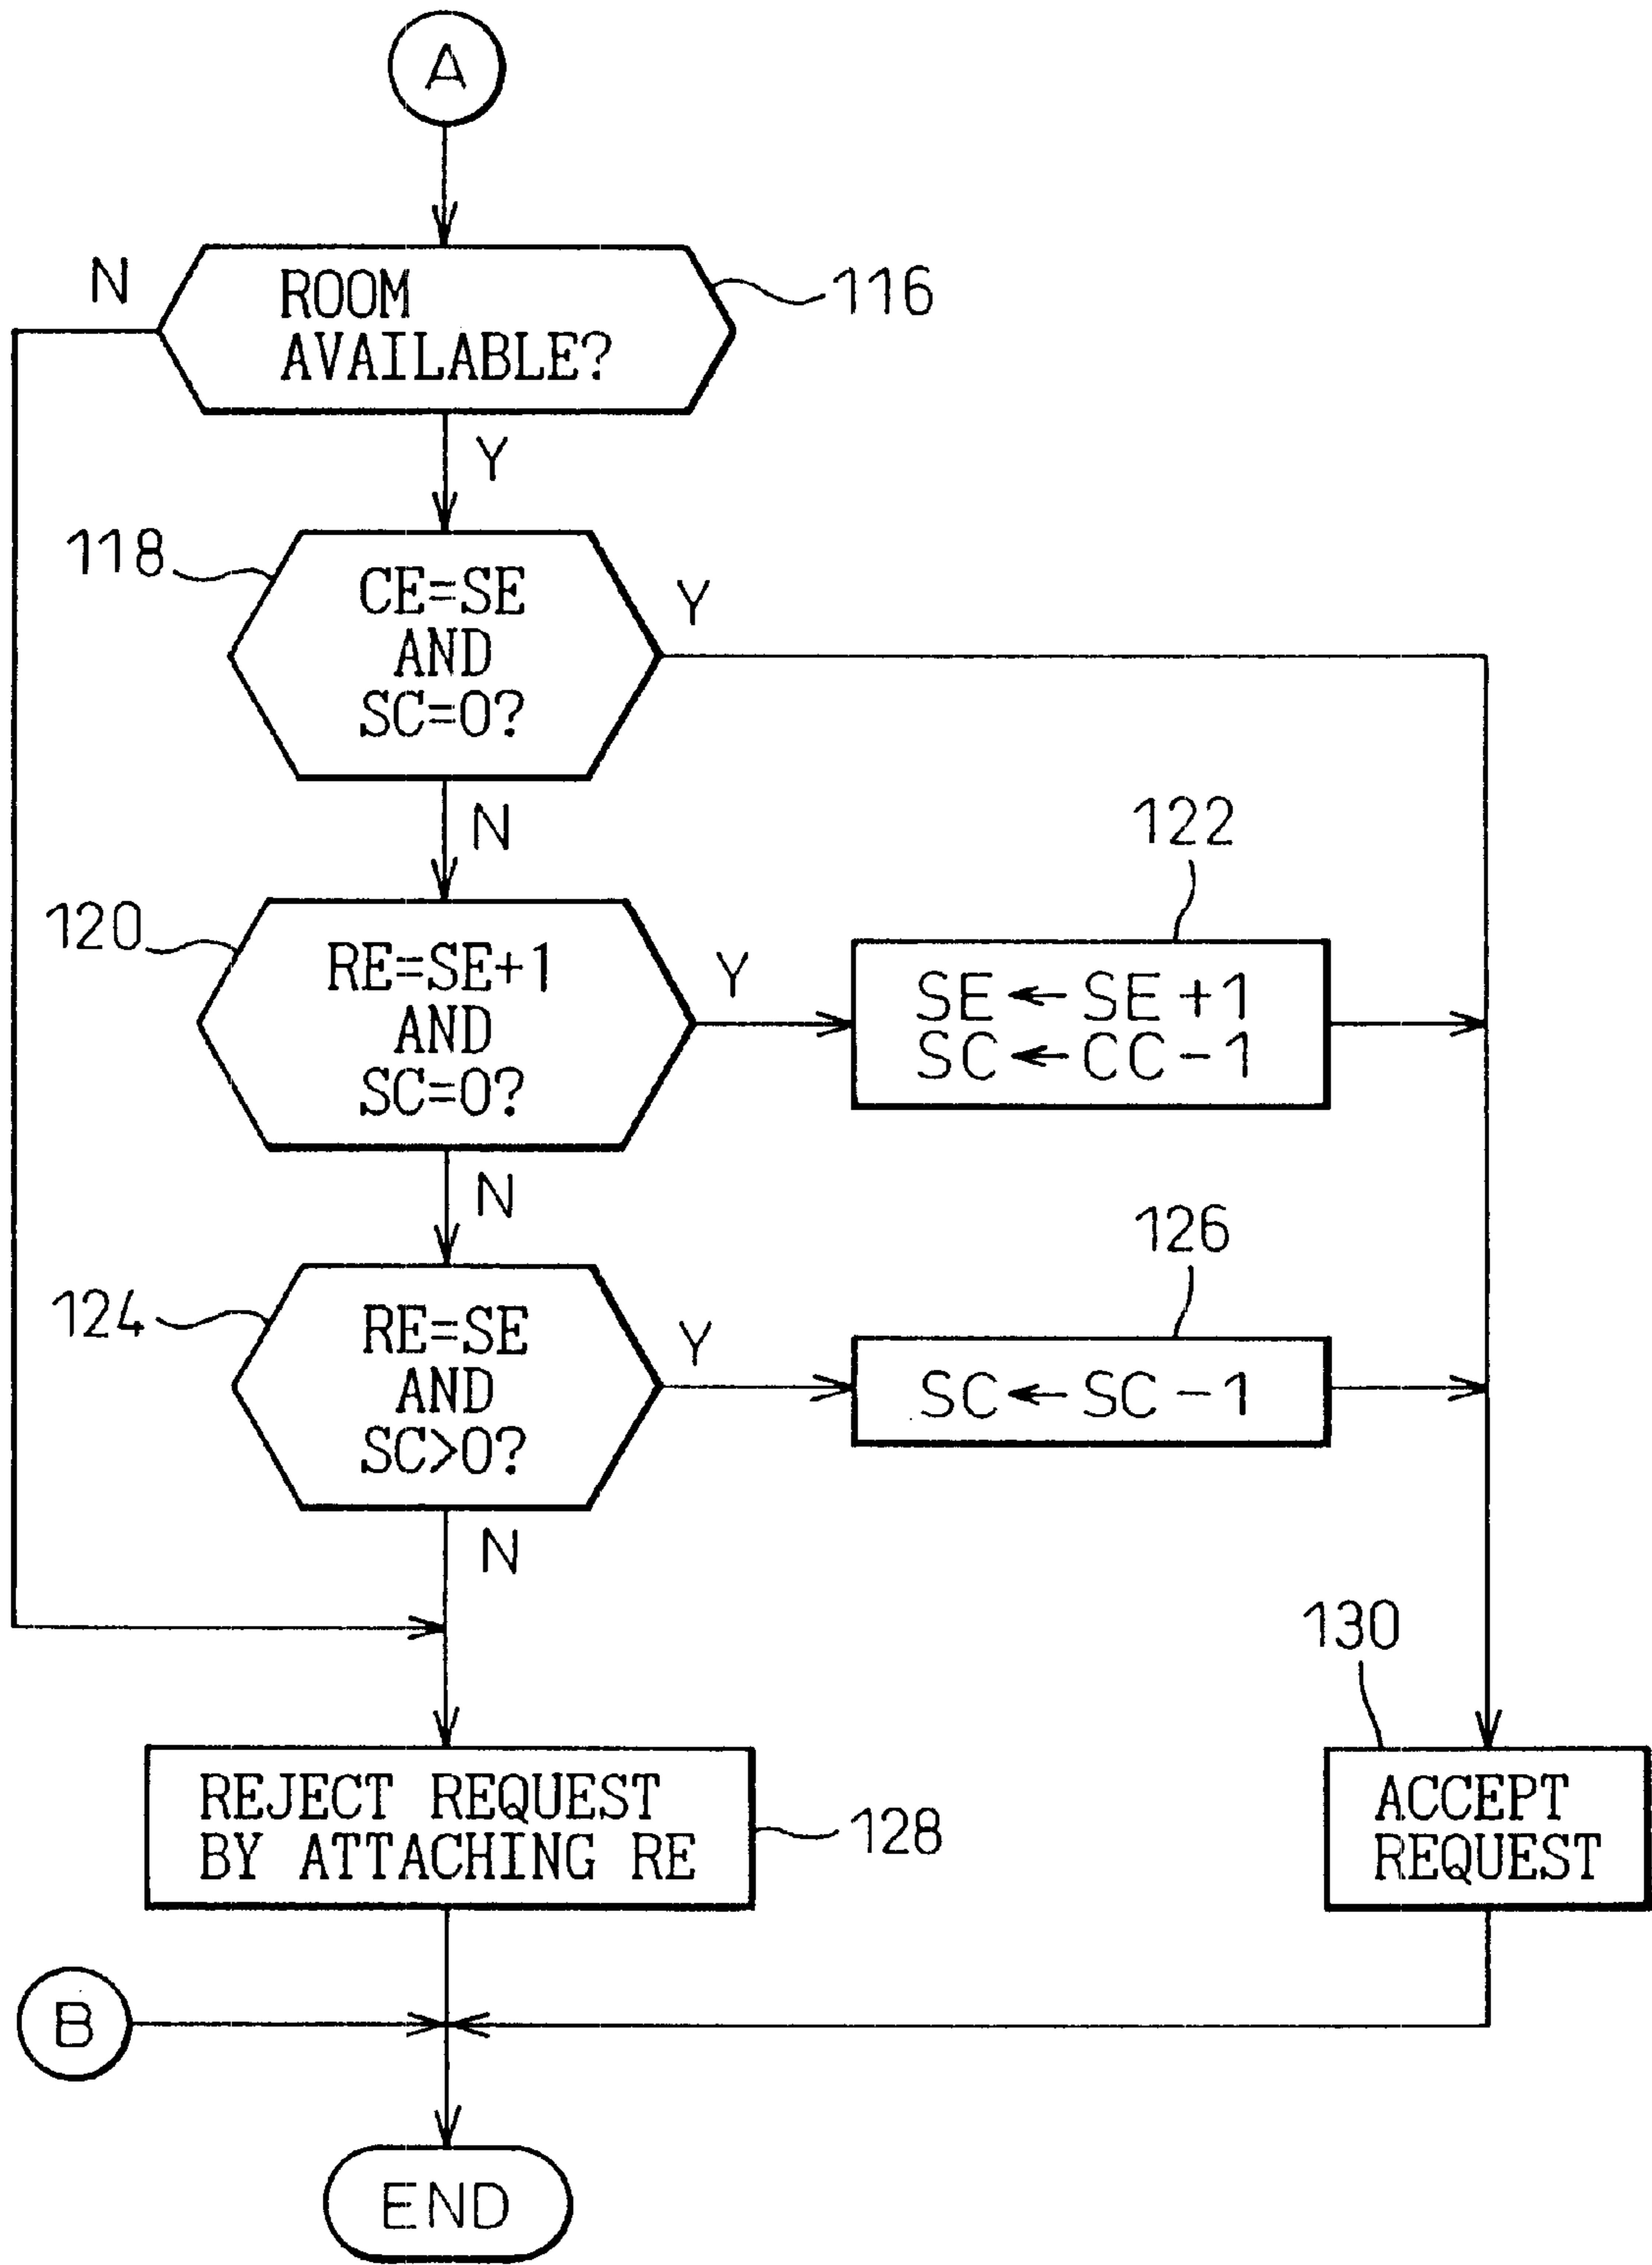 A
N
ROOM
AVAILABLE?
116
Y
118
CE=SE
AND
SC=0?
Y
N
122
120
RE=SE+1
AND
SC=0?
Y
SE←SE+1
SC←CC-1
N
126
124
RE=SE
AND
SC>0?
Y
SC←SC-1
N
130
REJECT REQUEST
BY ATTACHING RE
128
ACCEPT
REQUEST
B
END